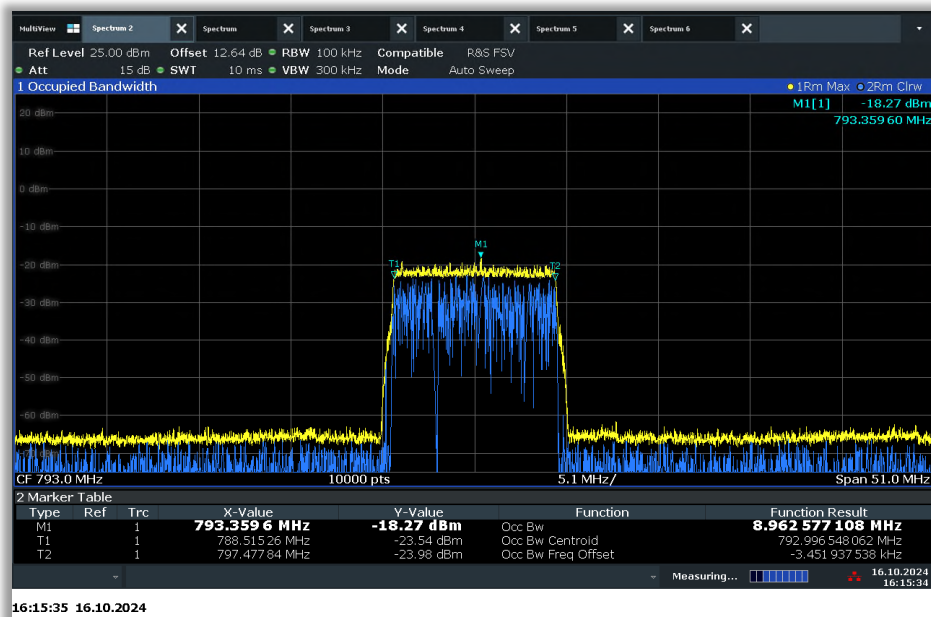 MultiView Spectrum 2 X Spectrum X Spectrum 3 X Spectrum 4 X Spectrum 5 X Spectrum 6 X
Ref Level 25.00 dBm Offset 12.64 dB RBW 100 kHz Compatible R&S FSV
Att 15 dB SWT 10 ms VBW 300 kHz Mode Auto Sweep
1 Occupied Bandwidth 1Rm Max 2Rm Clrw
M1[1] -18.27 dBm
793.359 60 MHz
20 dBm
10 dBm
0 dBm
-10 dBm
M1
T1 T2
-20 dBm
-30 dBm
-40 dBm
-50 dBm
-60 dBm
CF 793.0 MHz 10000 pts 5.1 MHz/ Span 51.0 MHz
2 Marker Table
Type Ref Trc X-Value Y-Value Function Function Result
M1 1 793.359 6 MHz -18.27 dBm Occ Bw 8.962 577 108 MHz
T1 1 788.515 26 MHz -23.54 dBm Occ Bw Centroid 792.996 548 062 MHz
T2 1 797.477 84 MHz -23.98 dBm Occ Bw Freq Offset -3.451 937 538 kHz
Measuring... 16.10.2024
16:15:34
16:15:35 16.10.2024